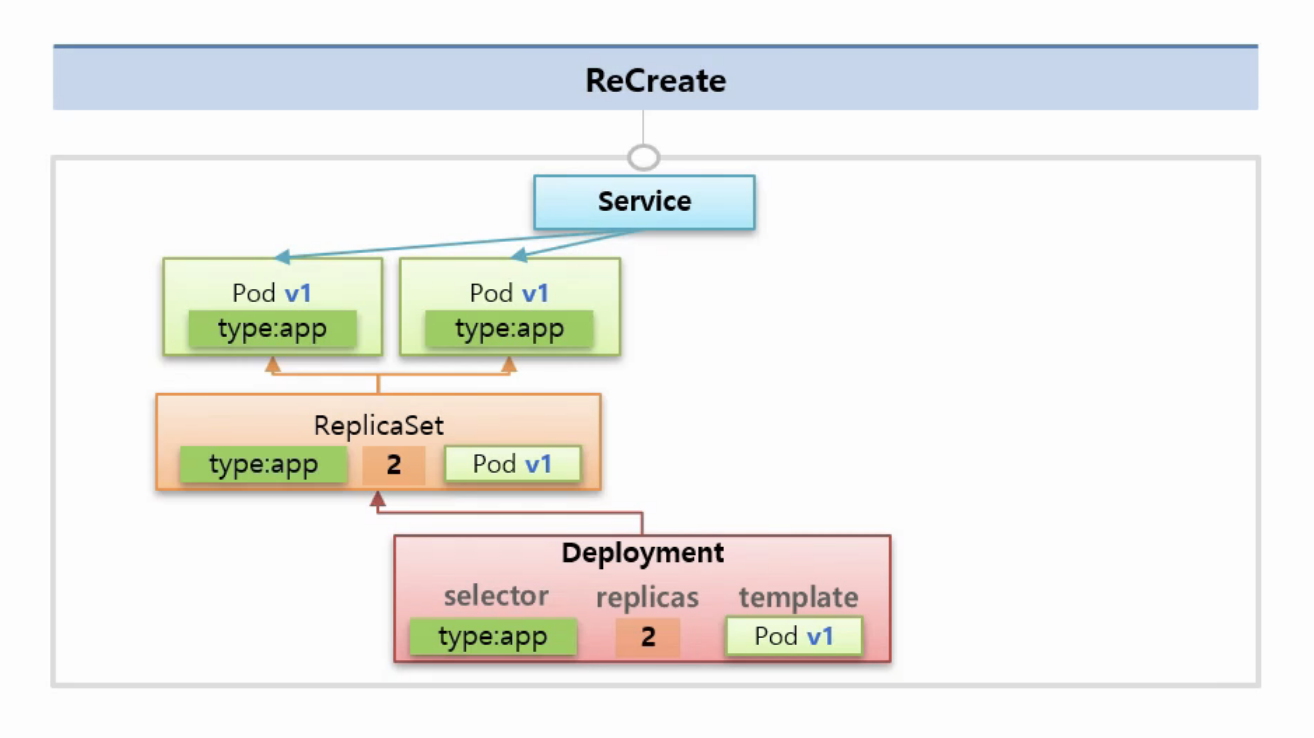 ReCreate
Service
Pod v1
type:app
Pod v1
type:app
ReplicaSet
type:app 2 Pod v1
Deployment
selector replicas template
type:app 2 Pod v1